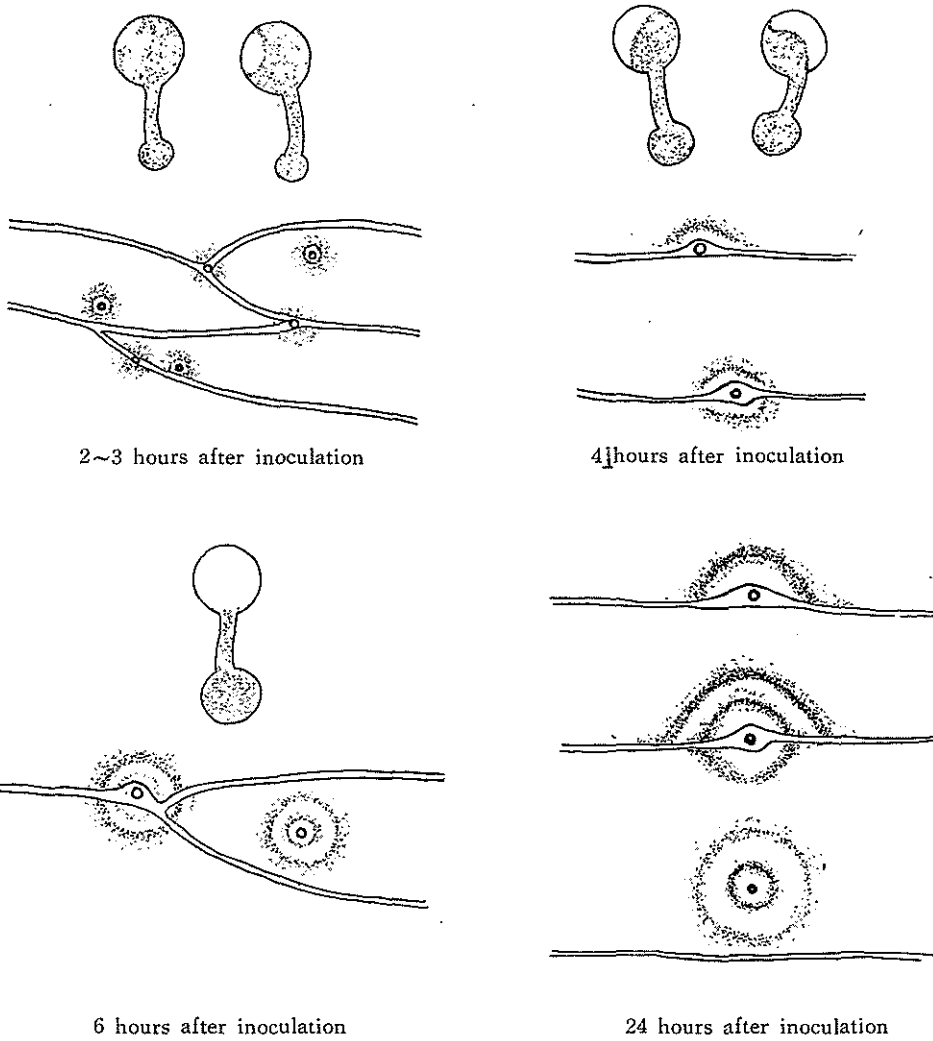 2~3 hours after inoculation
4 hours after inoculation
6 hours after inoculation
24 hours after inoculation